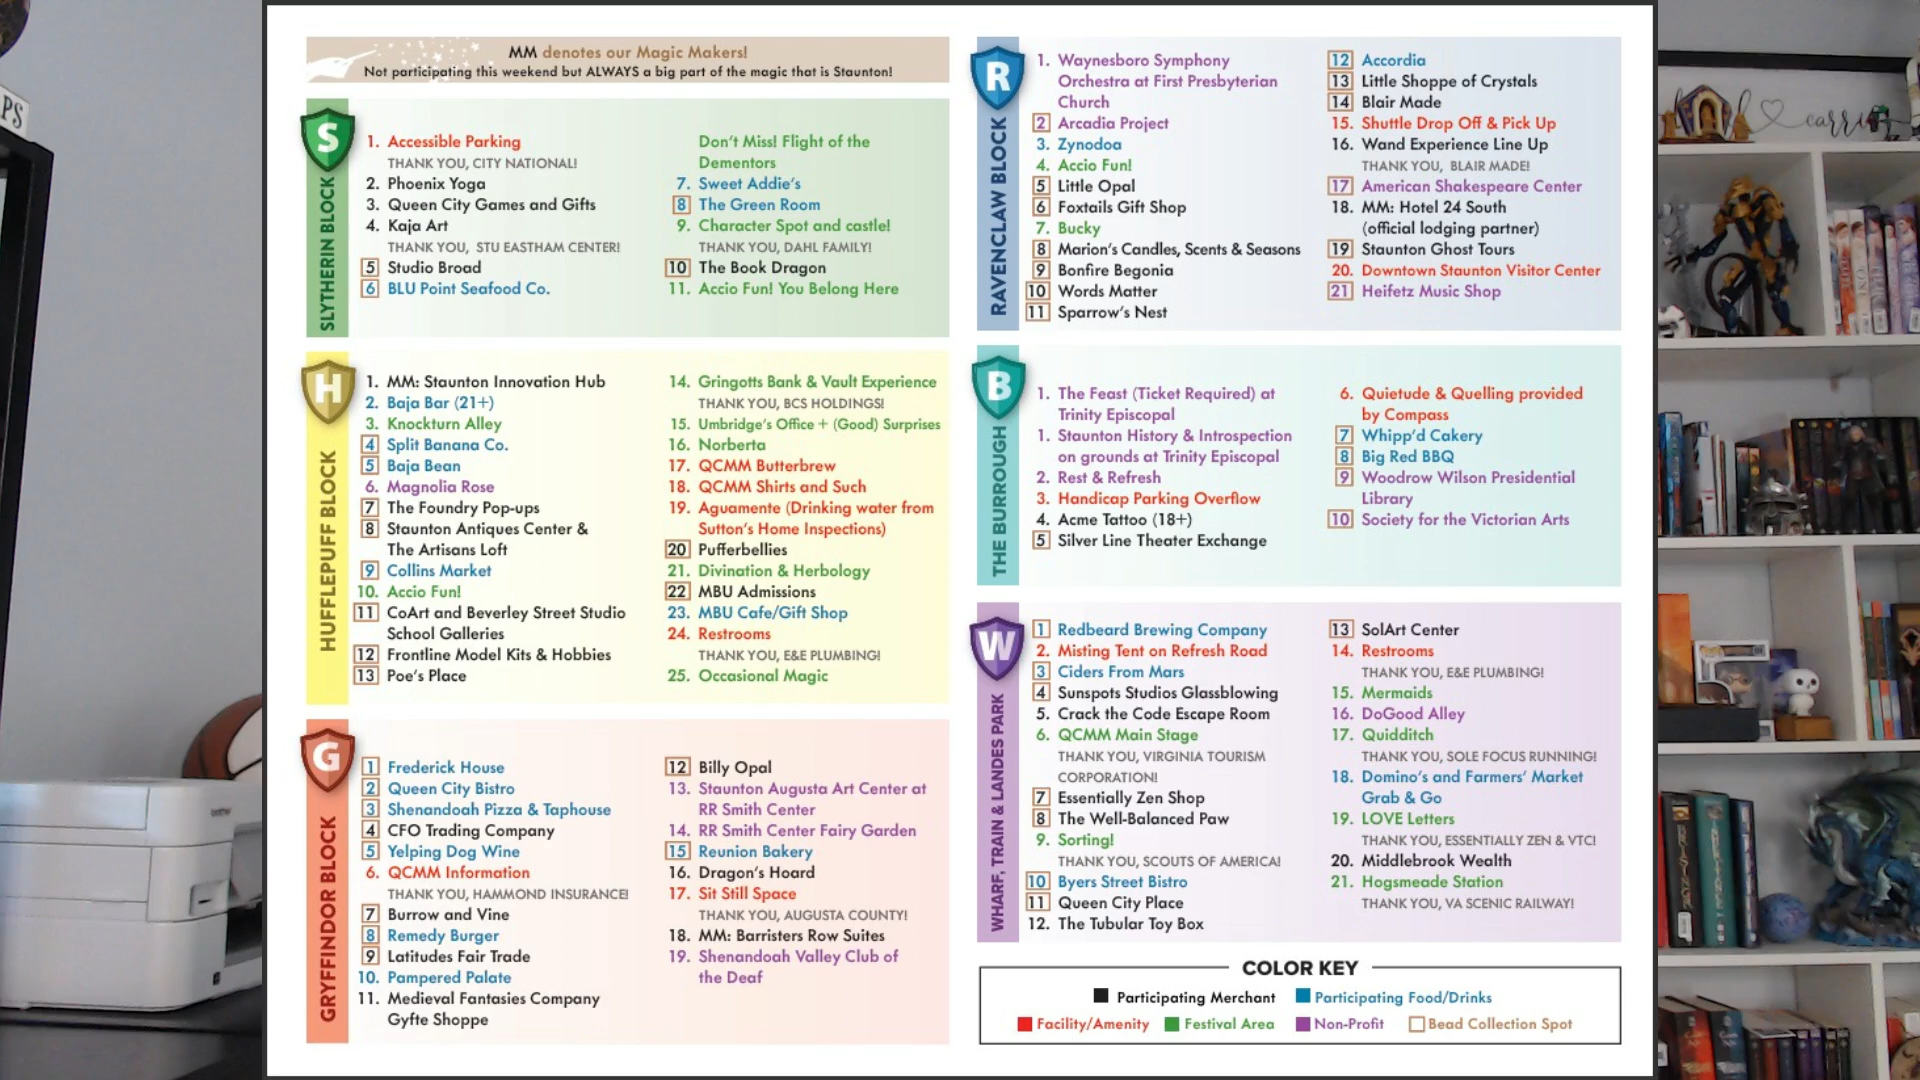 MM denotes our Magic Makers!
Not participating this weekend but ALWAYS a big part of the magic that is Staunton!
S
SLYTHERIN BLOCK
1. Accessible Parking
THANK YOU, CITY NATIONAL!
2. Phoenix Yoga
3. Queen City Games and Gifts
4. Kaja Art
THANK YOU, STU EASTHAM CENTER!
5 Studio Broad
6 BLU Point Seafood Co.
Don't Miss! Flight of the
Dementors
7. Sweet Addie's
8 The Green Room
9. Character Spot and castle!
THANK YOU, DAHL FAMILY!
10 The Book Dragon
11. Accio Fun! You Belong Here
H
HUFFLEPUFF BLOCK
1. MM: Staunton Innovation Hub
2. Baja Bar (21+)
3. Knockturn Alley
4 Split Banana Co.
5 Baja Bean
6. Magnolia Rose
7 The Foundry Pop-ups
8 Staunton Antiques Center &
The Artisans Loft
9 Collins Market
10. Accio Fun!
11 CoArt and Beverley Street Studio
School Galleries
12 Frontline Model Kits & Hobbies
13 Poe's Place
14. Gringotts Bank & Vault Experience
THANK YOU, BCS HOLDINGS!
15. Umbridge's Office + (Good) Surprises
16. Norberta
17. QCMM Butterbrew
18. QCMM Shirts and Such
19. Aguamente (Drinking water from
Sutton's Home Inspections)
20 Pufferbellies
21. Divination & Herbology
22 MBU Admissions
23. MBU Cafe/Gift Shop
24. Restrooms
THANK YOU, E&E PLUMBING!
25. Occasional Magic
G
GRYFFINDOR BLOCK
1 Frederick House
2 Queen City Bistro
3 Shenandoah Pizza & Taphouse
4 CFO Trading Company
5 Yelping Dog Wine
6. QCMM Information
THANK YOU, HAMMOND INSURANCE!
7 Burrow and Vine
8 Remedy Burger
9 Latitudes Fair Trade
10. Pampered Palate
11. Medieval Fantasies Company
Gyfte Shoppe
12 Billy Opal
13. Staunton Augusta Art Center at
RR Smith Center
14. RR Smith Center Fairy Garden
15 Reunion Bakery
16. Dragon's Hoard
17. Sit Still Space
THANK YOU, AUGUSTA COUNTY!
18. MM: Barristers Row Suites
19. Shenandoah Valley Club of
the Deaf
R
RAVENCLAW BLOCK
1. Waynesboro Symphony
Orchestra at First Presbyterian
Church
2 Arcadia Project
3. Zynodoa
4. Accio Fun!
5 Little Opal
6 Foxtails Gift Shop
7. Bucky
8 Marion's Candles, Scents & Seasons
9 Bonfire Begonia
10 Words Matter
11 Sparrow's Nest
12 Accordia
13 Little Shoppe of Crystals
14 Blair Made
15. Shuttle Drop Off & Pick Up
16. Wand Experience Line Up
THANK YOU, BLAIR MADE!
17 American Shakespeare Center
18. MM: Hotel 24 South
(official lodging partner)
19 Staunton Ghost Tours
20. Downtown Staunton Visitor Center
21 Heifetz Music Shop
B
THE BURROUGH
1. The Feast (Ticket Required) at
Trinity Episcopal
1. Staunton History & Introspection
on grounds at Trinity Episcopal
2. Rest & Refresh
3. Handicap Parking Overflow
4. Acme Tattoo (18+)
5 Silver Line Theater Exchange
6. Quietude & Quelling provided
by Compass
7 Whipp'd Cakery
8 Big Red BBQ
9 Woodrow Wilson Presidential
Library
10 Society for the Victorian Arts
W
WHARF, TRAIN & LANDES PARK
1 Redbeard Brewing Company
2. Misting Tent on Refresh Road
3 Ciders From Mars
4 Sunspots Studios Glassblowing
5. Crack the Code Escape Room
6. QCMM Main Stage
THANK YOU, VIRGINIA TOURISM
CORPORATION!
7 Essentially Zen Shop
8 The Well-Balanced Paw
9. Sorting!
THANK YOU, SCOUTS OF AMERICA!
10 Byers Street Bistro
11 Queen City Place
12. The Tubular Toy Box
13 SolArt Center
14. Restrooms
THANK YOU, E&E PLUMBING!
15. Mermaids
16. DoGood Alley
17. Quidditch
THANK YOU, SOLE FOCUS RUNNING!
18. Domino's and Farmers' Market
Grab & Go
19. LOVE Letters
THANK YOU, ESSENTIALLY ZEN & VTC!
20. Middlebrook Wealth
21. Hogsmeade Station
THANK YOU, VA SCENIC RAILWAY!
COLOR KEY
Participating Merchant
Participating Food/Drinks
Facility/Amenity
Festival Area
Non-Profit
Bead Collection Spot
PS
carri